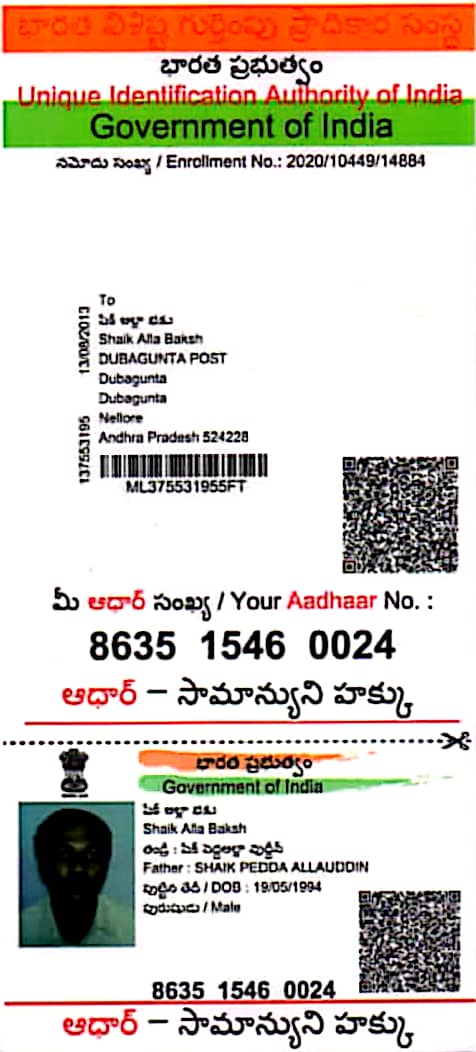 భారత విశిష్ట గుర్తింపు ప్రాదికార సంస్థ
భారత ప్రభుత్వం
Unique Identification Authority of India
Government of India
నమోదు సంఖ్య / Enrollment No.: 2020/10449/14884
To
షేక్ అల్లా బకు
Shaik Alla Baksh
DUBAGUNTA POST
Dubagunta
Dubagunta
Nellore
Andhra Pradesh 524228
13/08/2013
137553195
ML375531955FT
మీ ఆధార్ సంఖ్య / Your Aadhaar No. :
8635 1546 0024
ఆధార్ – సామాన్యుని హక్కు
భారత ప్రభుత్వం
Government of India
షేక్ అల్లా బకు
Shaik Alla Baksh
తండ్రి : షేక్ పెద్దఅల్లా వుద్దీన్
Father : SHAIK PEDDA ALLAUDDIN
పుట్టిన తేదీ / DOB : 19/05/1994
పురుషుడు / Male
8635 1546 0024
ఆధార్ – సామాన్యుని హక్కు